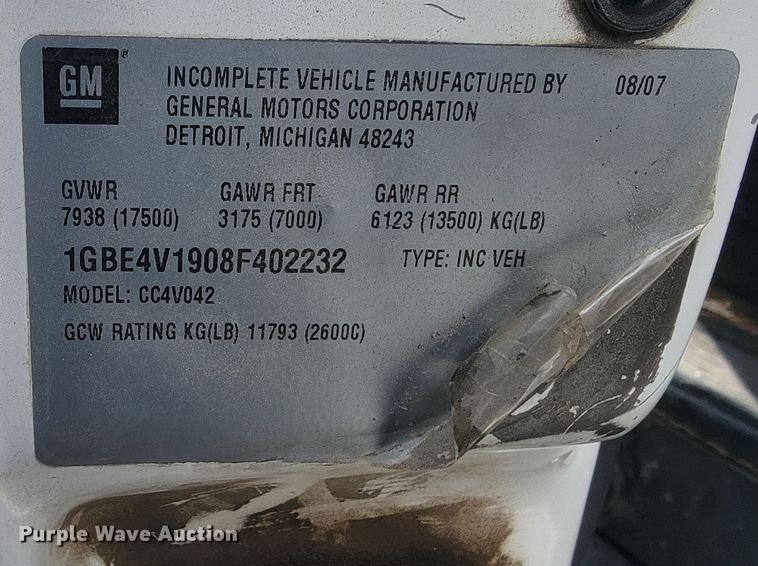 GM
INCOMPLETE VEHICLE MANUFACTURED BY 08/07
GENERAL MOTORS CORPORATION
DETROIT, MICHIGAN 48243
GVWR GAWR FRT GAWR RR
7938 (17500) 3175 (7000) 6123 (13500) KG(LB)
1GBE4V1908F402232 TYPE: INC VEH
MODEL: CC4V042
GCW RATING KG(LB) 11793 (2600C)
Purple Wave Auction